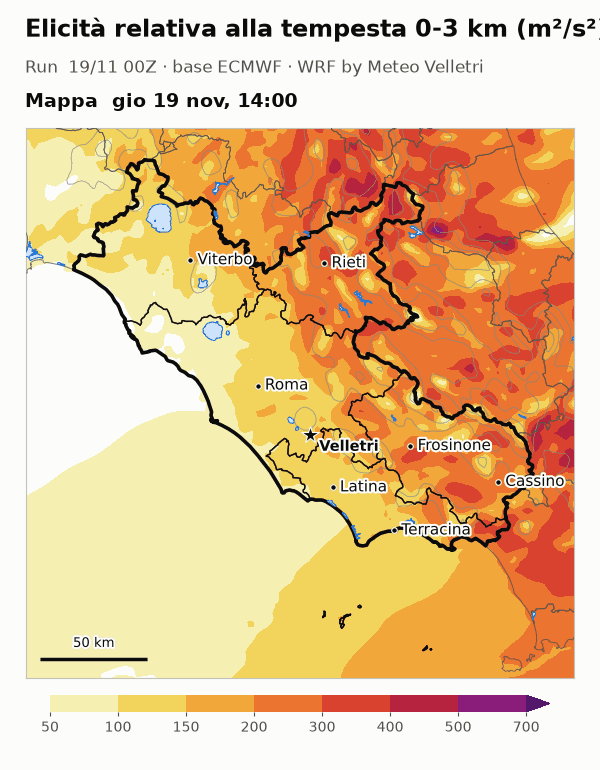 Elicità relativa alla tempesta 0-3 km (m²/s²)
Run 19/11 00Z · base ECMWF · WRF by Meteo Velletri
Mappa gio 19 nov, 14:00
Viterbo
Rieti
Roma
Velletri
Frosinone
Latina
Cassino
Terracina
50 km
50 100 150 200 300 400 500 700